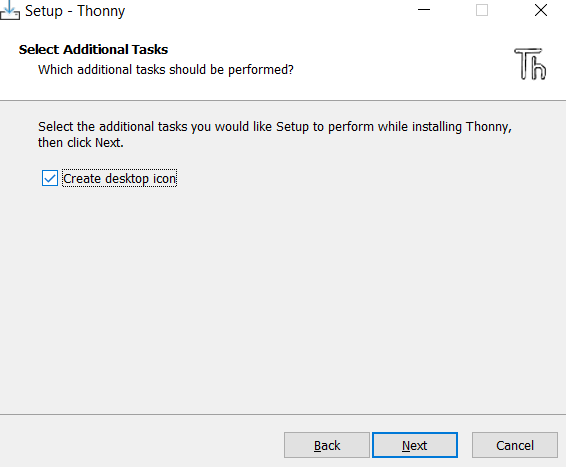 Setup - Thonny
Select Additional Tasks
Which additional tasks should be performed?
Th
Select the additional tasks you would like Setup to perform while installing Thonny,
then click Next.
Create desktop icon
Back
Next
Cancel